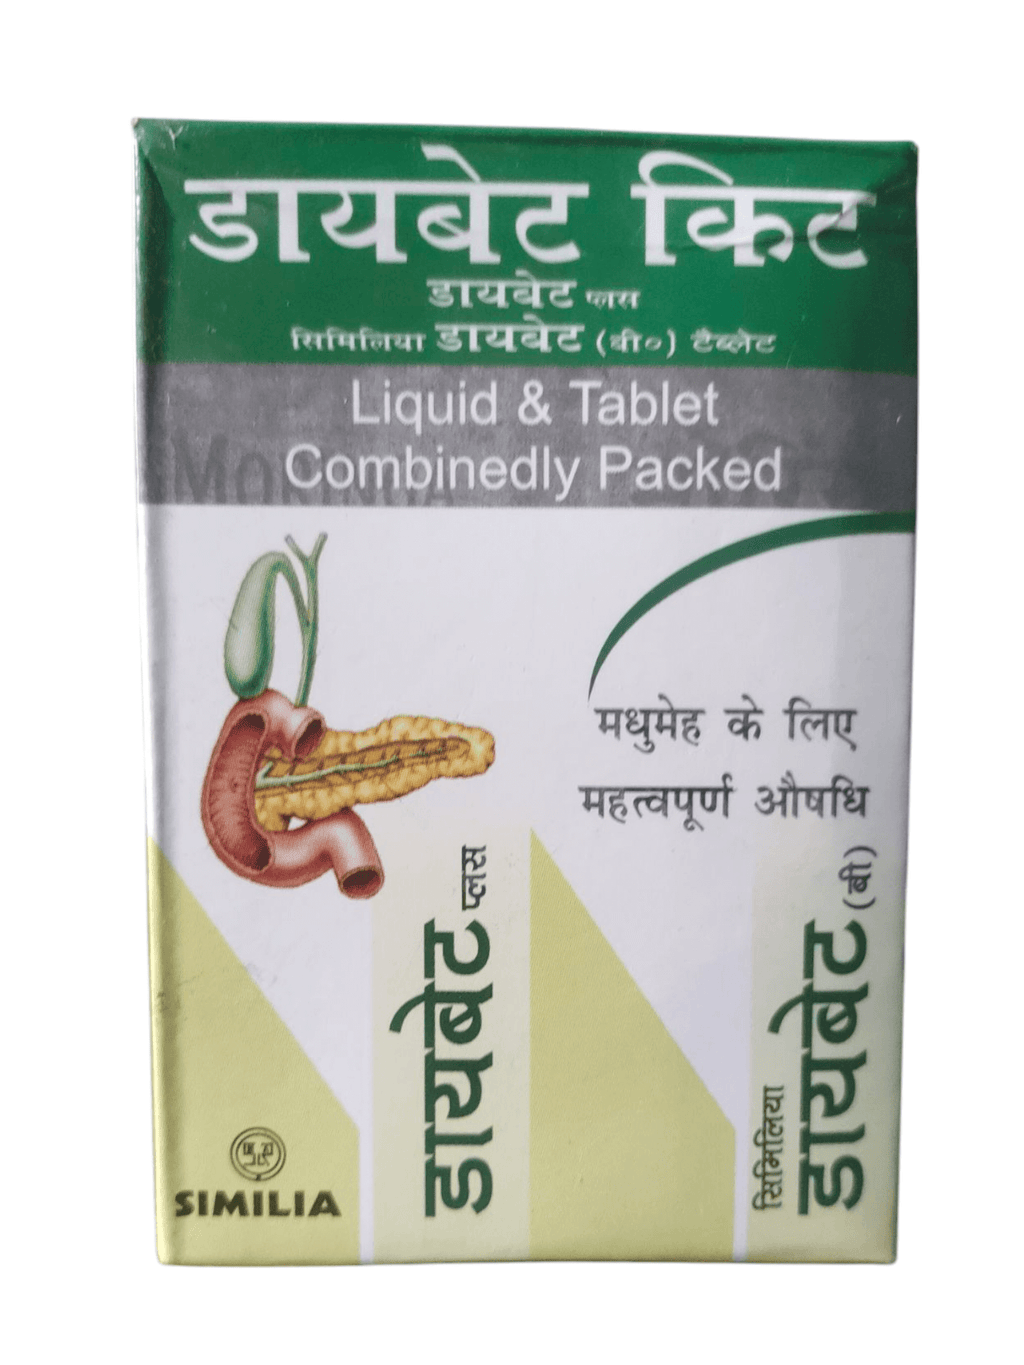 डायबेट किट
डायबेट प्लस
सिमिलिया डायबेट (बी०) टैब्लेट
Liquid & Tablet
Combinedly Packed
मधुमेह के लिए
महत्वपूर्ण औषधि
डायबेट प्लस
सिमिलिया डायबेट (बी)
SIMILIA